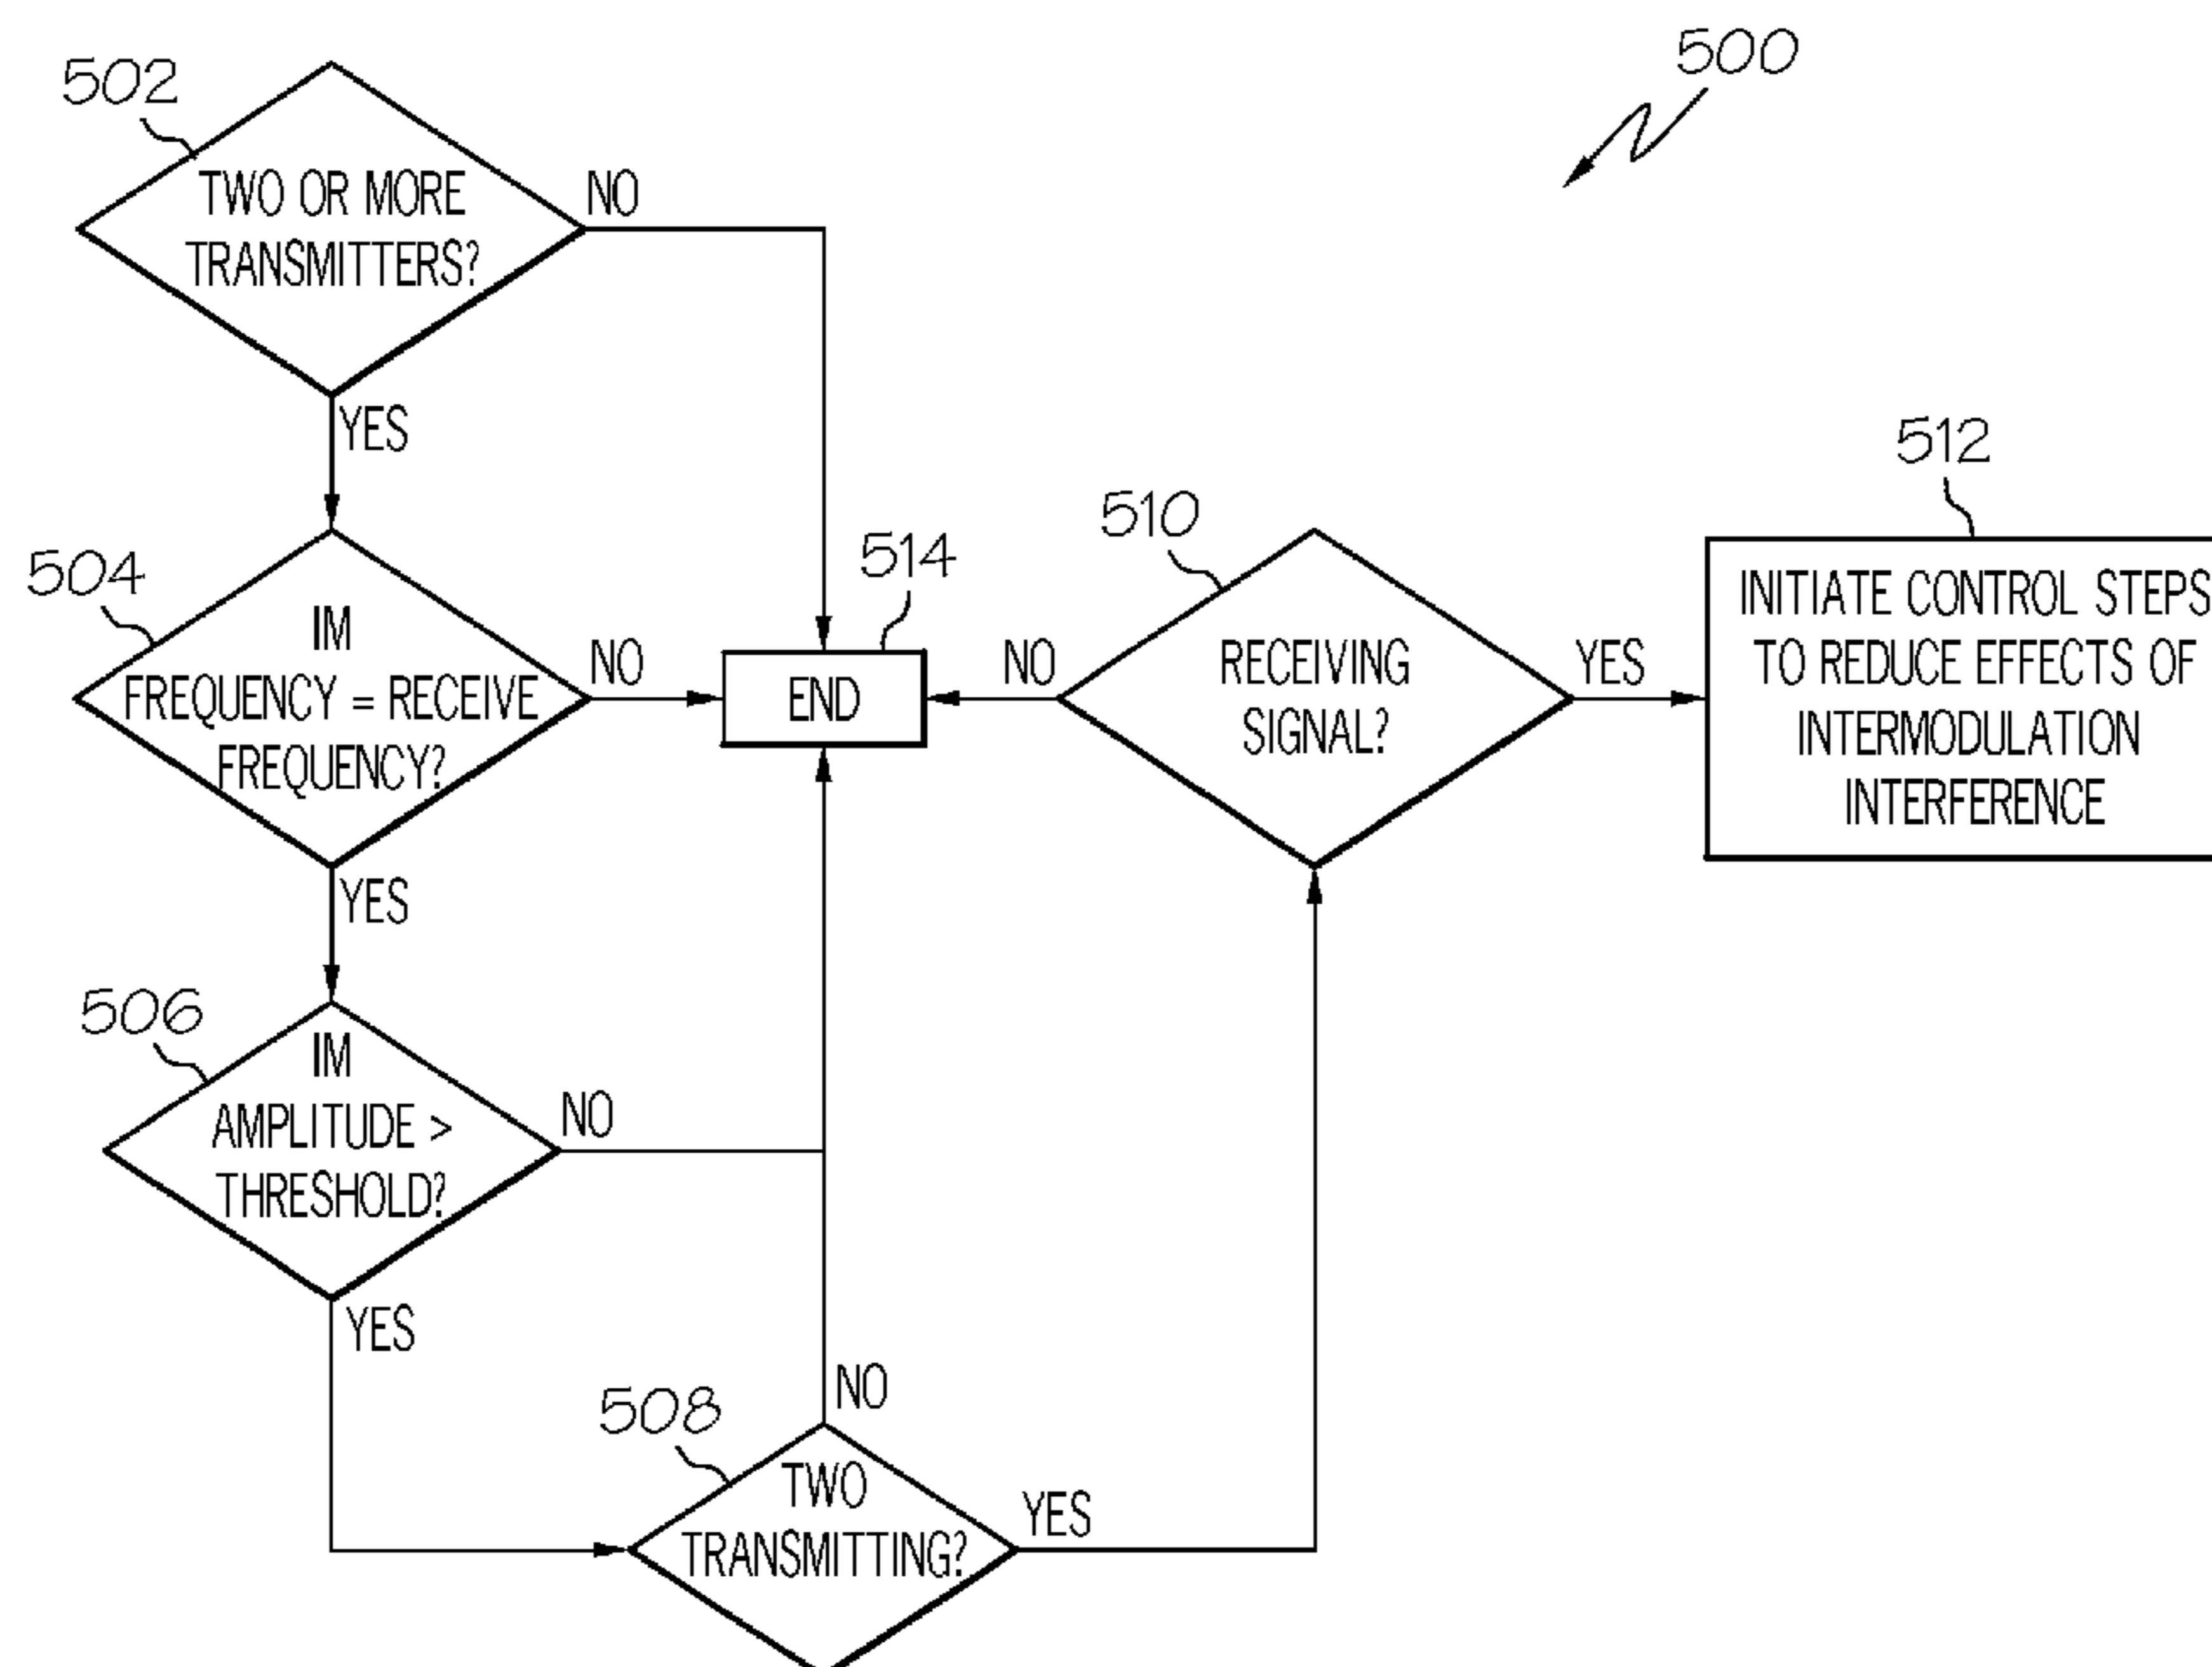 500
502
TWO OR MORE
TRANSMITTERS?
NO
YES
504
IM
FREQUENCY = RECEIVE
FREQUENCY?
NO
YES
514
END
510
RECEIVING
SIGNAL?
NO
YES
512
INITIATE CONTROL STEPS
TO REDUCE EFFECTS OF
INTERMODULATION
INTERFERENCE
506
IM
AMPLITUDE >
THRESHOLD?
NO
YES
508
TWO
TRANSMITTING?
NO
YES